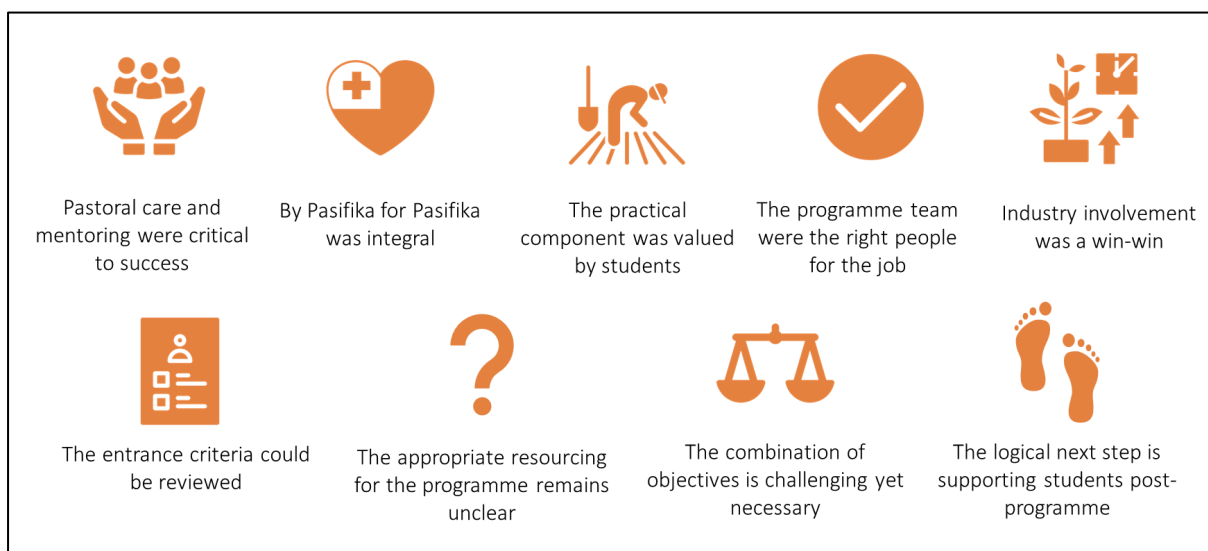 Pastoral care and
mentoring were critical
to success
By Pasifika for Pasifika
was integral
The practical
component was valued
by students
The programme team
were the right people
for the job
Industry involvement
was a win-win
The entrance criteria could
be reviewed
The appropriate resourcing
for the programme remains
unclear
The combination of
objectives is challenging yet
necessary
The logical next step is
supporting students post-
programme